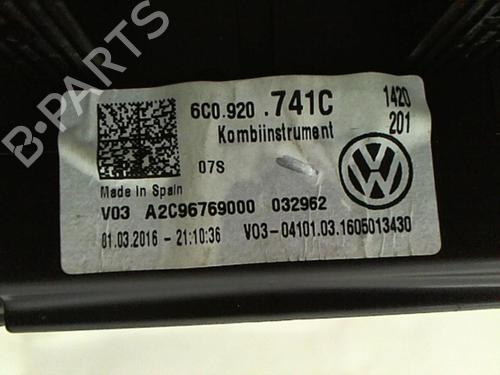 6C0.920 .741C 1420
Kombiinstrument 201
07S
Made in Spain
V03 A2C96769000 032962
01.03.2016 - 21:10:36 V03-04101.03.1605013430
B-PARTS